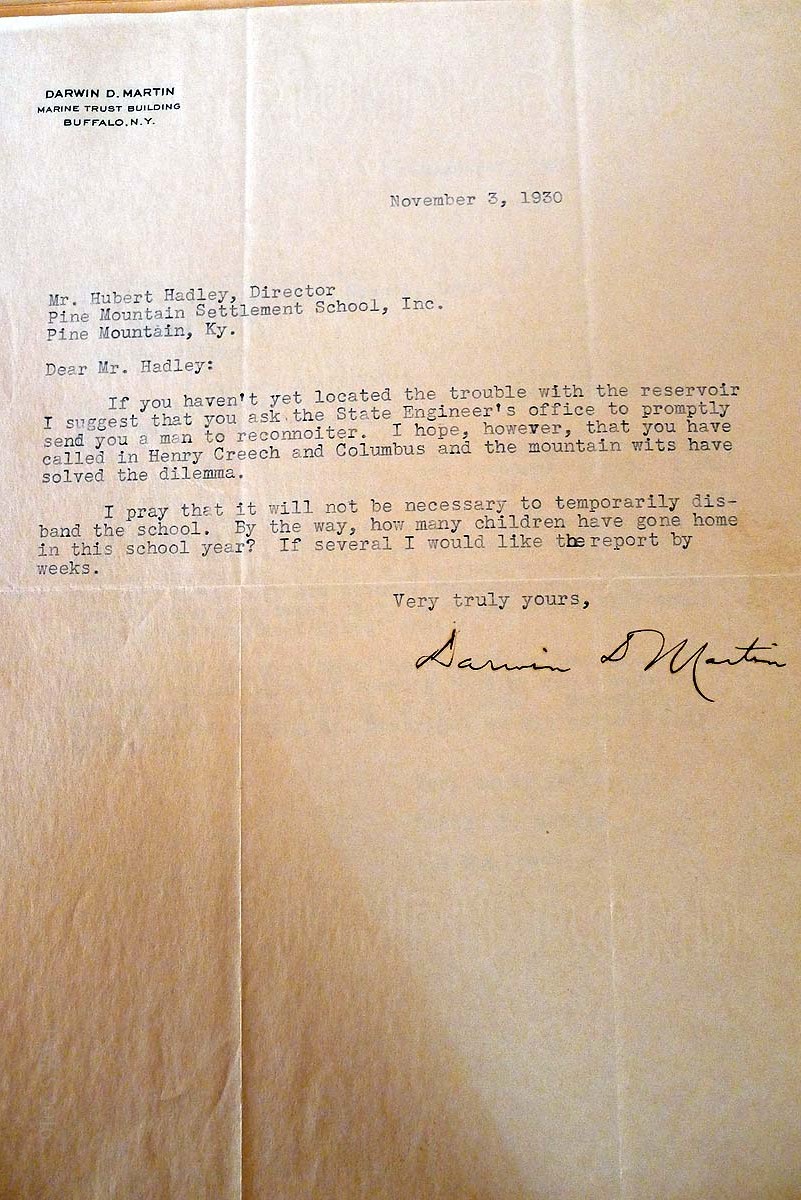 DARWIN D. MARTIN
MARINE TRUST BUILDING
BUFFALO, N.Y.
November 3, 1930
Mr. Hubert Hadley, Director
Pine Mountain Settlement School, Inc.
Pine Mountain, Ky.
Dear Mr. Hadley:
If you haven't yet located the trouble with the reservoir
I suggest that you ask the State Engineer's office to promptly
send you a man to reconnoiter. I hope, however, that you have
called in Henry Creech and Columbus and the mountain wits have
solved the dilemma.
I pray that it will not be necessary to temporarily dis-
band the school. By the way, how many children have gone home
in this school year? If several I would like the report by
weeks.
Very truly yours,
Darwin D Martin